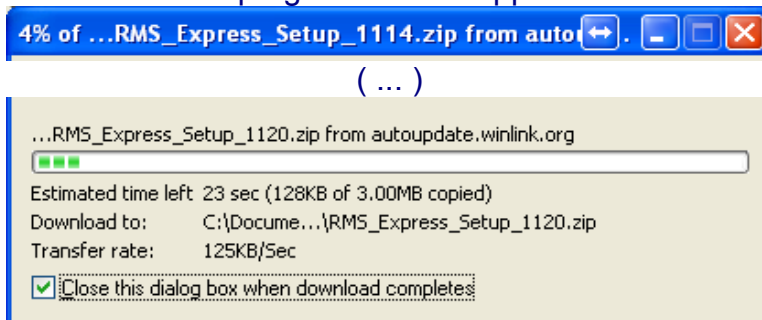 4% of ...RMS_Express_Setup_1114.zip from auto
( ... )
...RMS_Express_Setup_1120.zip from autoupdate.winlink.org
Estimated time left 23 sec (128KB of 3.00MB copied)
Download to: C:\Docume...\RMS_Express_Setup_1120.zip
Transfer rate: 125KB/Sec
Close this dialog box when download completes